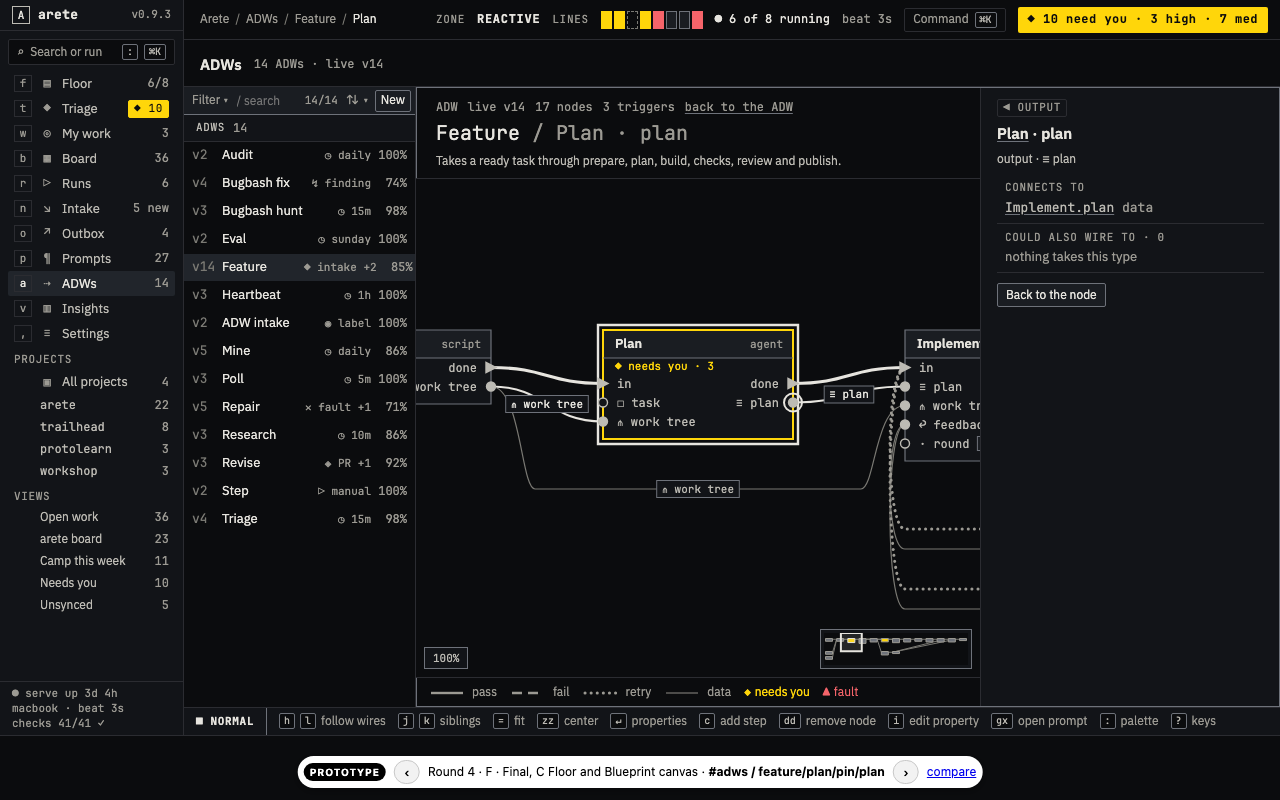 A arete v0.9.3
Search or run : ⌘K
f Floor 6/8
t Triage ◆ 10
w My work 3
b Board 36
r Runs 6
n Intake 5 new
o Outbox 4
p ¶ Prompts 27
a ADWs 14
v Insights
, Settings
PROJECTS
All projects 4
arete 22
trailhead 8
protolearn 3
workshop 3
VIEWS
Open work 36
arete board 23
Camp this week 11
Needs you 10
Unsynced 5
● serve up 3d 4h
macbook · beat 3s
checks 41/41 ✓
Arete / ADWs / Feature / Plan
ZONE REACTIVE LINES
● 6 of 8 running beat 3s
Command ⌘K
◆ 10 need you · 3 high · 7 med
ADWs 14 ADWs · live v14
Filter ▾ / search 14/14 ⇅ ▾ New
ADWS 14
v2 Audit ◷ daily 100%
v4 Bugbash fix ↯ finding 74%
v3 Bugbash hunt ◷ 15m 98%
v2 Eval ◷ sunday 100%
v14 Feature ◆ intake +2 85%
v3 Heartbeat ◷ 1h 100%
v2 ADW intake ◉ label 100%
v5 Mine ◷ daily 86%
v3 Poll ◷ 5m 100%
v5 Repair ✕ fault +1 71%
v3 Research ◷ 10m 86%
v3 Revise ◆ PR +1 92%
v2 Step ▷ manual 100%
v4 Triage ◷ 15m 98%
ADW live v14 17 nodes 3 triggers back to the ADW
Feature / Plan · plan
Takes a ready task through prepare, plan, build, checks, review and publish.
script
done
work tree
⋔ work tree
Plan agent
◆ needs you · 3
in done
□ task ≡ plan
⋔ work tree
≡ plan
⋔ work tree
Implement
in
≡ plan
⋔ work tr
feedbac
· round
100%
pass fail retry data ◆ needs you ▲ fault
◀ OUTPUT
Plan · plan
output · ≡ plan
CONNECTS TO
Implement.plan data
COULD ALSO WIRE TO · 0
nothing takes this type
Back to the node
■ NORMAL h l follow wires j k siblings = fit zz center ↵ properties c add step dd remove node i edit property gx open prompt : palette ? keys
PROTOTYPE ‹ Round 4 · F · Final, C Floor and Blueprint canvas · #adws / feature/plan/pin/plan › compare